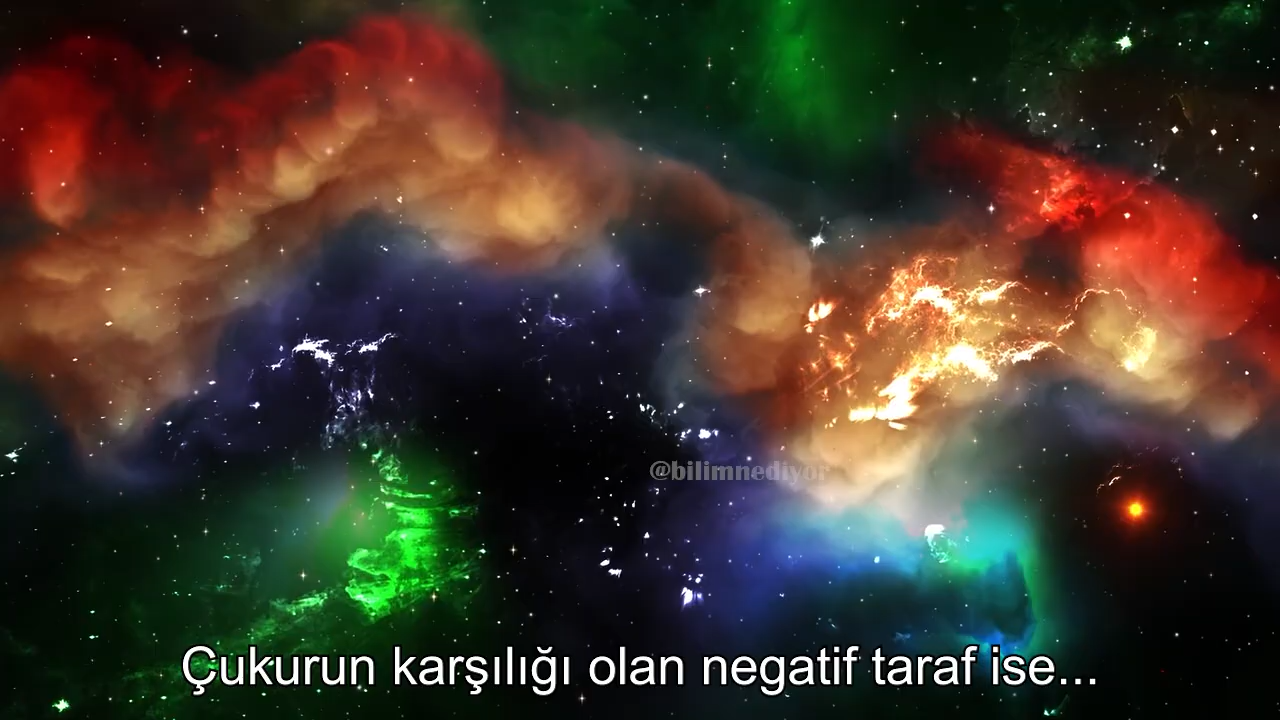 @bilimnediyor
Çukurun karşılığı olan negatif taraf ise...